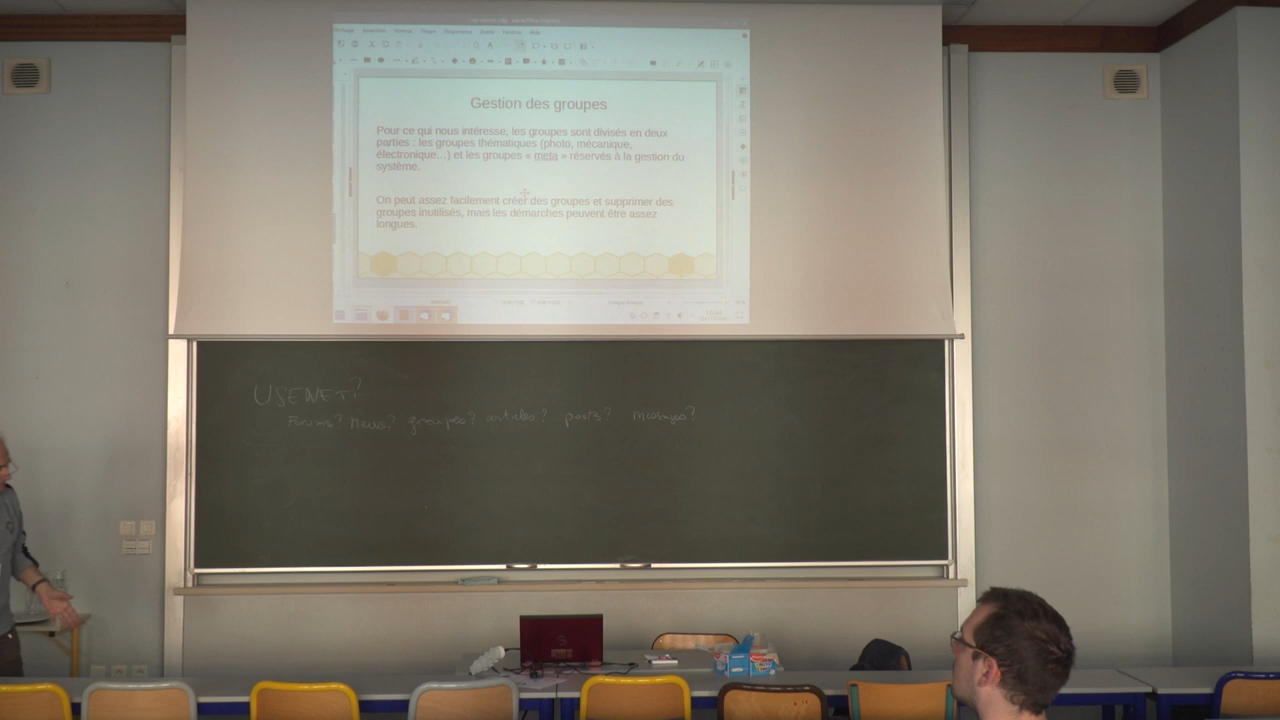 Gestion des groupes
Pour ce qui nous intéresse, les groupes sont divisés en deux
parties : les groupes thématiques (photo, mécanique,
électronique...) et les groupes « meta » réservés à la gestion du
système.
On peut assez facilement créer des groupes et supprimer des
groupes inutilisés, mais les démarches peuvent être assez
longues.
USENET?
Forums? News? groupes? articles? posts? messages?